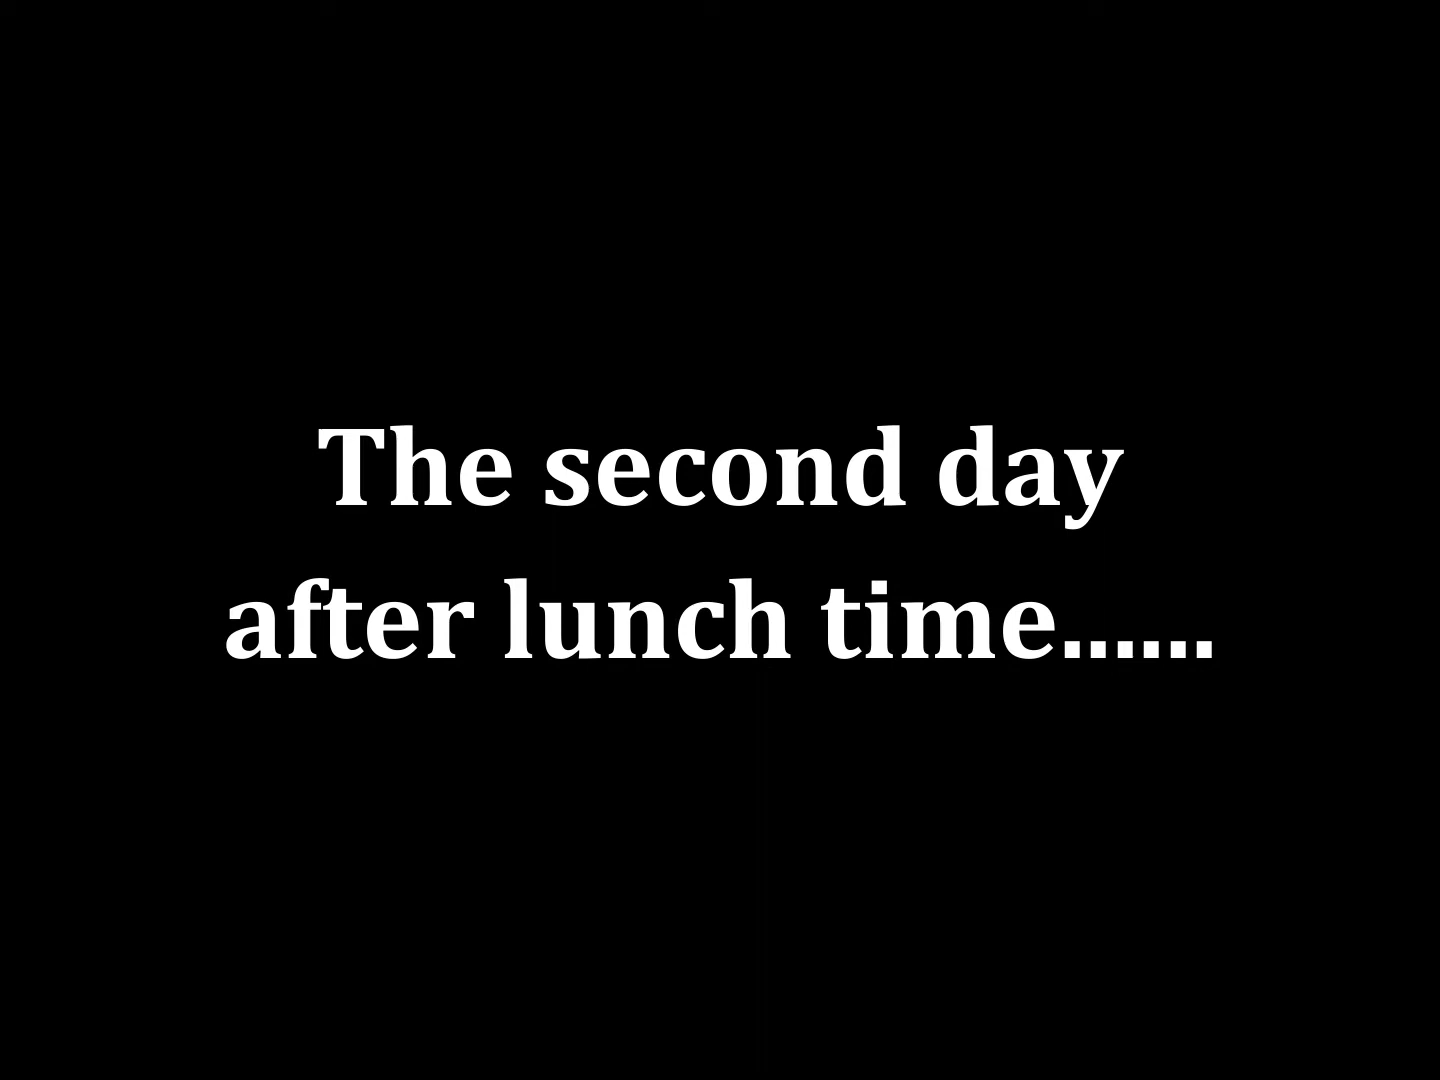 The second day
after lunch time......